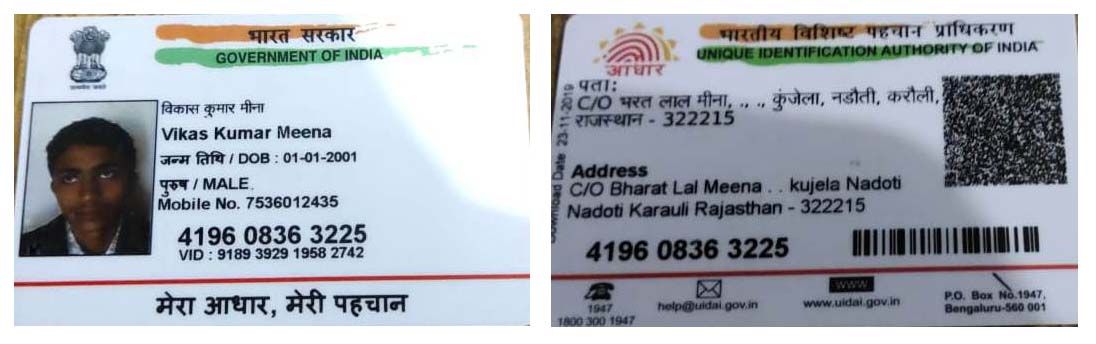 भारत सरकार
GOVERNMENT OF INDIA
विकास कुमार मीना
Vikas Kumar Meena
जन्म तिथि / DOB : 01-01-2001
पुरुष / MALE
Mobile No. 7536012435
4196 0836 3225
VID : 9189 3929 1958 2742
मेरा आधार, मेरी पहचान
भारतीय विशिष्ट पहचान प्राधिकरण
UNIQUE IDENTIFICATION AUTHORITY OF INDIA
आधार
Download Date 23-11-2019
पता:
C/O भरत लाल मीना, ., ., कुंजेला, नडौती, करौली,
राजस्थान - 322215
Address
C/O Bharat Lal Meena . . kujela Nadoti
Nadoti Karauli Rajasthan - 322215
4196 0836 3225
1947
1800 300 1947
help@uidai.gov.in
WWW
www.uidai.gov.in
P.O. Box No.1947,
Bengaluru-560 001